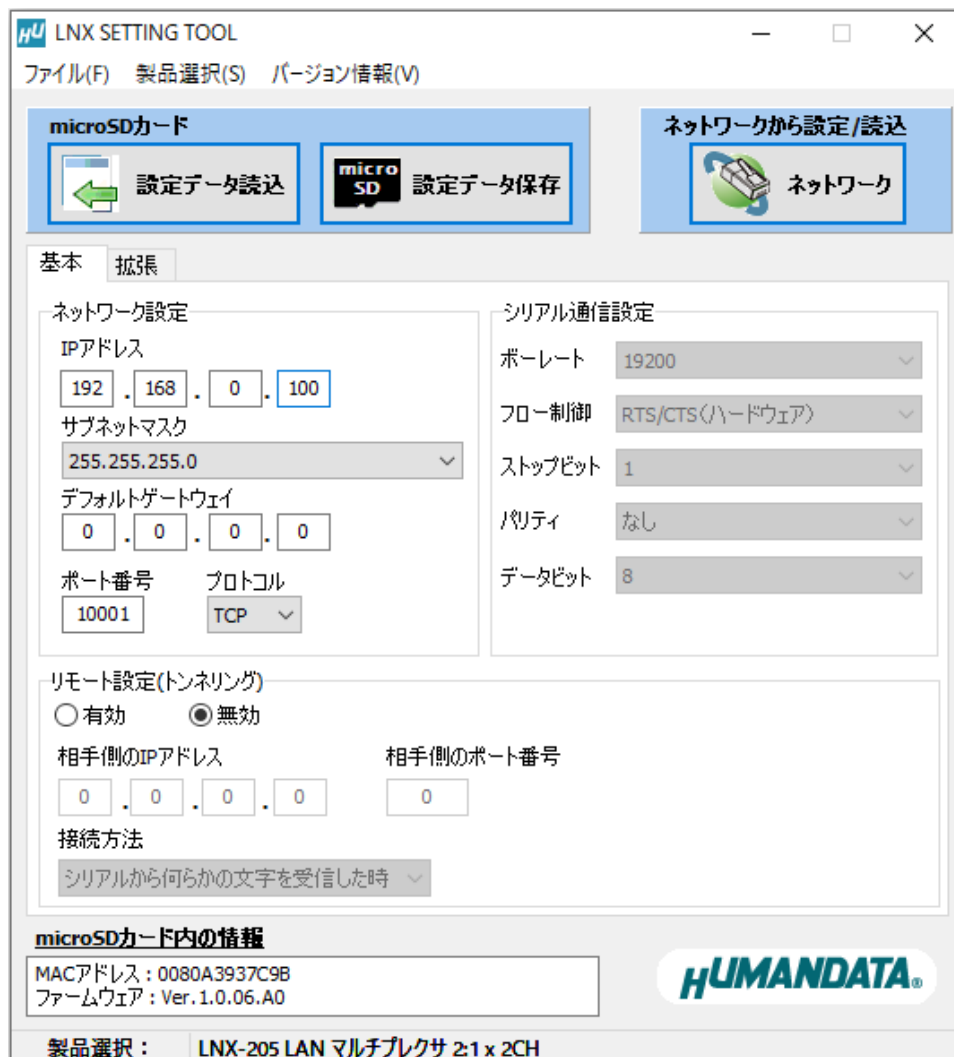 HU LNX SETTING TOOL
ファイル(F) 製品選択(S) バージョン情報(V)
microSDカード
設定データ読込
micro SD 設定データ保存
ネットワークから設定/読込
ネットワーク
基本 拡張
ネットワーク設定
IPアドレス
192 . 168 . 0 . 100
サブネットマスク
255.255.255.0
デフォルトゲートウェイ
0 . 0 . 0 . 0
ポート番号 プロトコル
10001 TCP
シリアル通信設定
ボーレート 19200
フロー制御 RTS/CTS(ハードウェア)
ストップビット 1
パリティ なし
データビット 8
リモート設定(トンネリング)
有効 無効
相手側のIPアドレス 相手側のポート番号
0 . 0 . 0 . 0 0
接続方法
シリアルから何らかの文字を受信した時
microSDカード内の情報
MACアドレス : 0080A3937C9B
ファームウェア : Ver.1.0.06.A0
HUMANDATA®
製品選択 : LNX-205 LAN マルチプレクサ 2:1 x 2CH